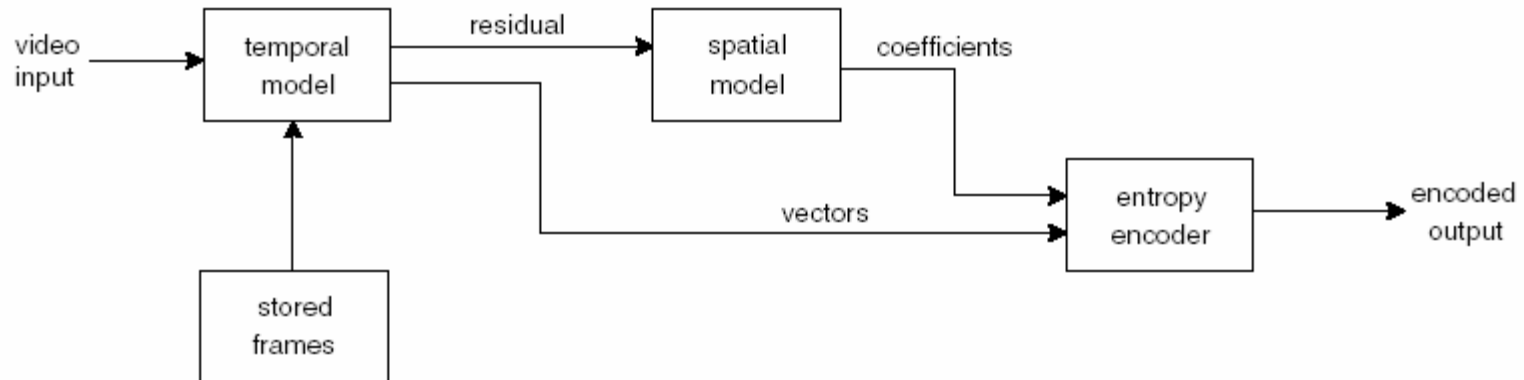 video
input
temporal
model
residual
spatial
model
coefficients
vectors
entropy
encoder
encoded
output
stored
frames